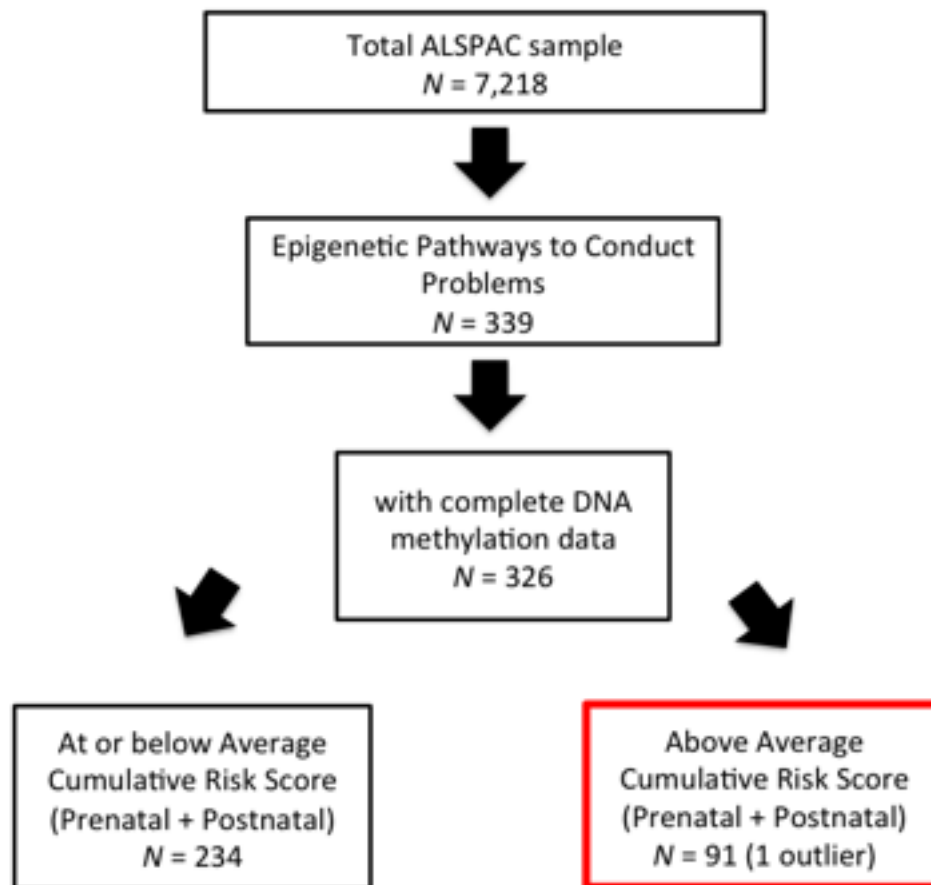 Total ALSPAC sample
N = 7,218
Epigenetic Pathways to Conduct
Problems
N = 339
with complete DNA
methylation data
N = 326
At or below Average
Cumulative Risk Score
(Prenatal + Postnatal)
N = 234
Above Average
Cumulative Risk Score
(Prenatal + Postnatal)
N = 91 (1 outlier)